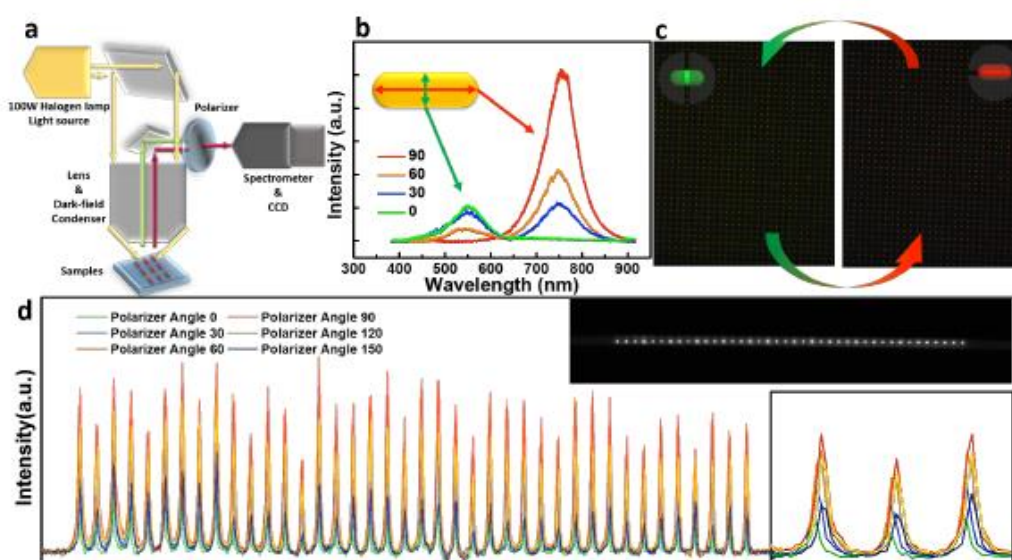 a
100W Halogen lamp
Light source
Polarizer
Lens
&
Dark-field
Condenser
Spectrometer
&
CCD
Samples
b
Intensity (a.u.)
90
60
30
0
300 400 500 600 700 800 900
Wavelength (nm)
c
d
Intensity(a.u.)
Polarizer Angle 0
Polarizer Angle 30
Polarizer Angle 60
Polarizer Angle 90
Polarizer Angle 120
Polarizer Angle 150